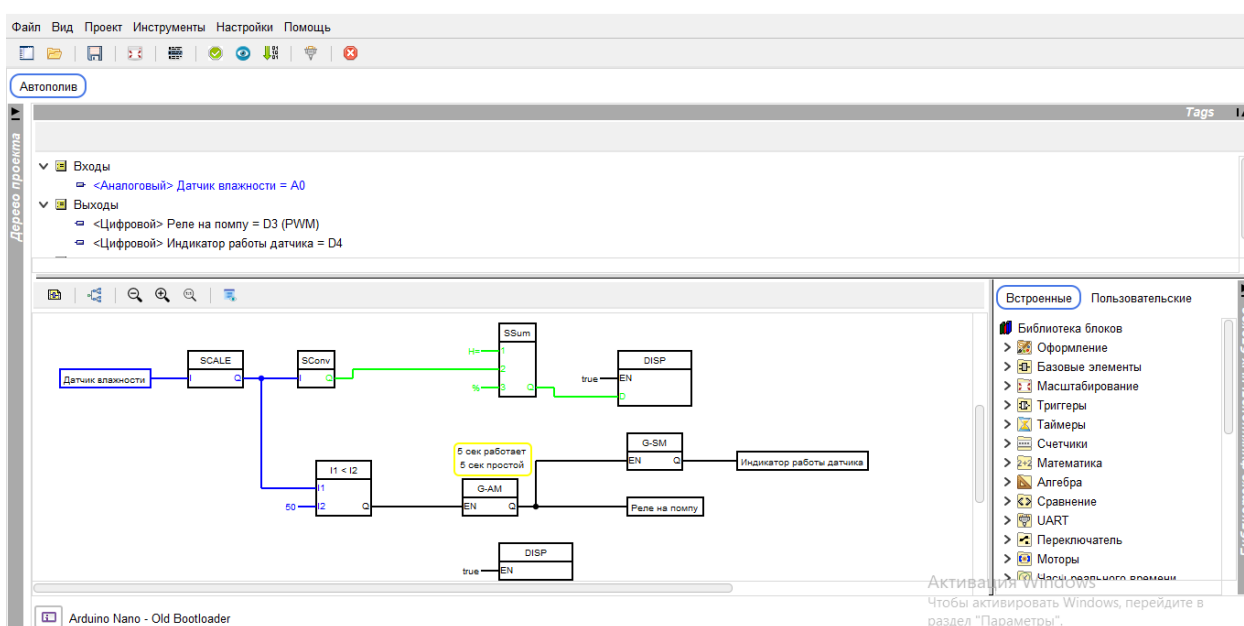 Файл Вид Проект Инструменты Настройки Помощь
Автополив
Tags
Дерево проекта
Входы
<Аналоговый> Датчик влажности = A0
Выходы
<Цифровой> Реле на помпу = D3 (PWM)
<Цифровой> Индикатор работы датчика = D4
Встроенные Пользовательские
Библиотека блоков
Оформление
Базовые элементы
Масштабирование
Триггеры
Таймеры
Счетчики
Математика
Алгебра
Сравнение
UART
Переключатель
Моторы
Часы реального времени
SSum
H= 1
2
% 3 Q
SCALE
I Q
SConv
I Q
DISP
true EN
D
Датчик влажности
5 сек работает
5 сек простой
G-SM
EN Q
Индикатор работы датчика
I1 < I2
I1
50 I2 Q
G-AM
EN Q
Реле на помпу
DISP
true EN
Активация Windows
Чтобы активировать Windows, перейдите в
раздел "Параметры".
Arduino Nano - Old Bootloader